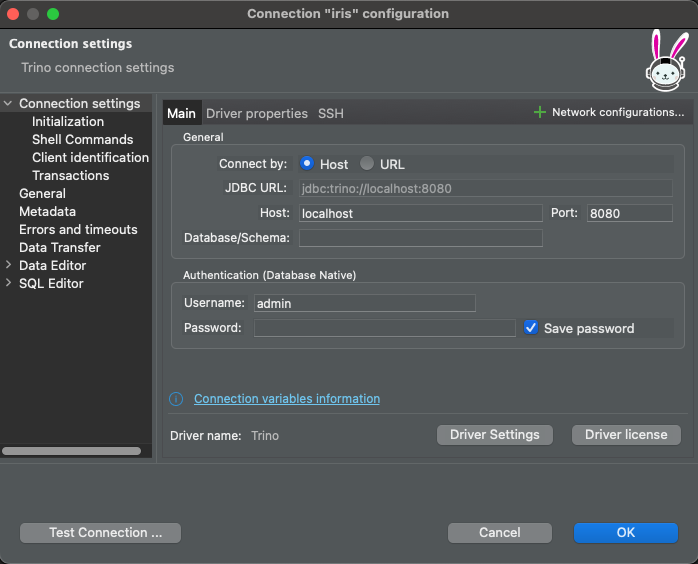 Connection "iris" configuration
Connection settings
Trino connection settings
Connection settings
Initialization
Shell Commands
Client identification
Transactions
General
Metadata
Errors and timeouts
Data Transfer
Data Editor
SQL Editor
Main Driver properties SSH Network configurations...
General
Connect by: Host URL
JDBC URL: jdbc:trino://localhost:8080
Host: localhost Port: 8080
Database/Schema:
Authentication (Database Native)
Username: admin
Password: Save password
Connection variables information
Driver name: Trino Driver Settings Driver license
Test Connection ... Cancel OK